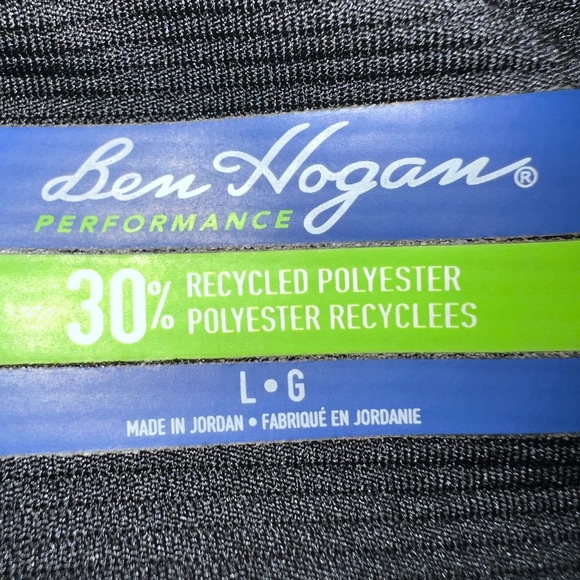 Ben Hogan®
PERFORMANCE
30% RECYCLED POLYESTER
POLYESTER RECYCLEES
L • G
MADE IN JORDAN • FABRIQUÉ EN JORDANIE